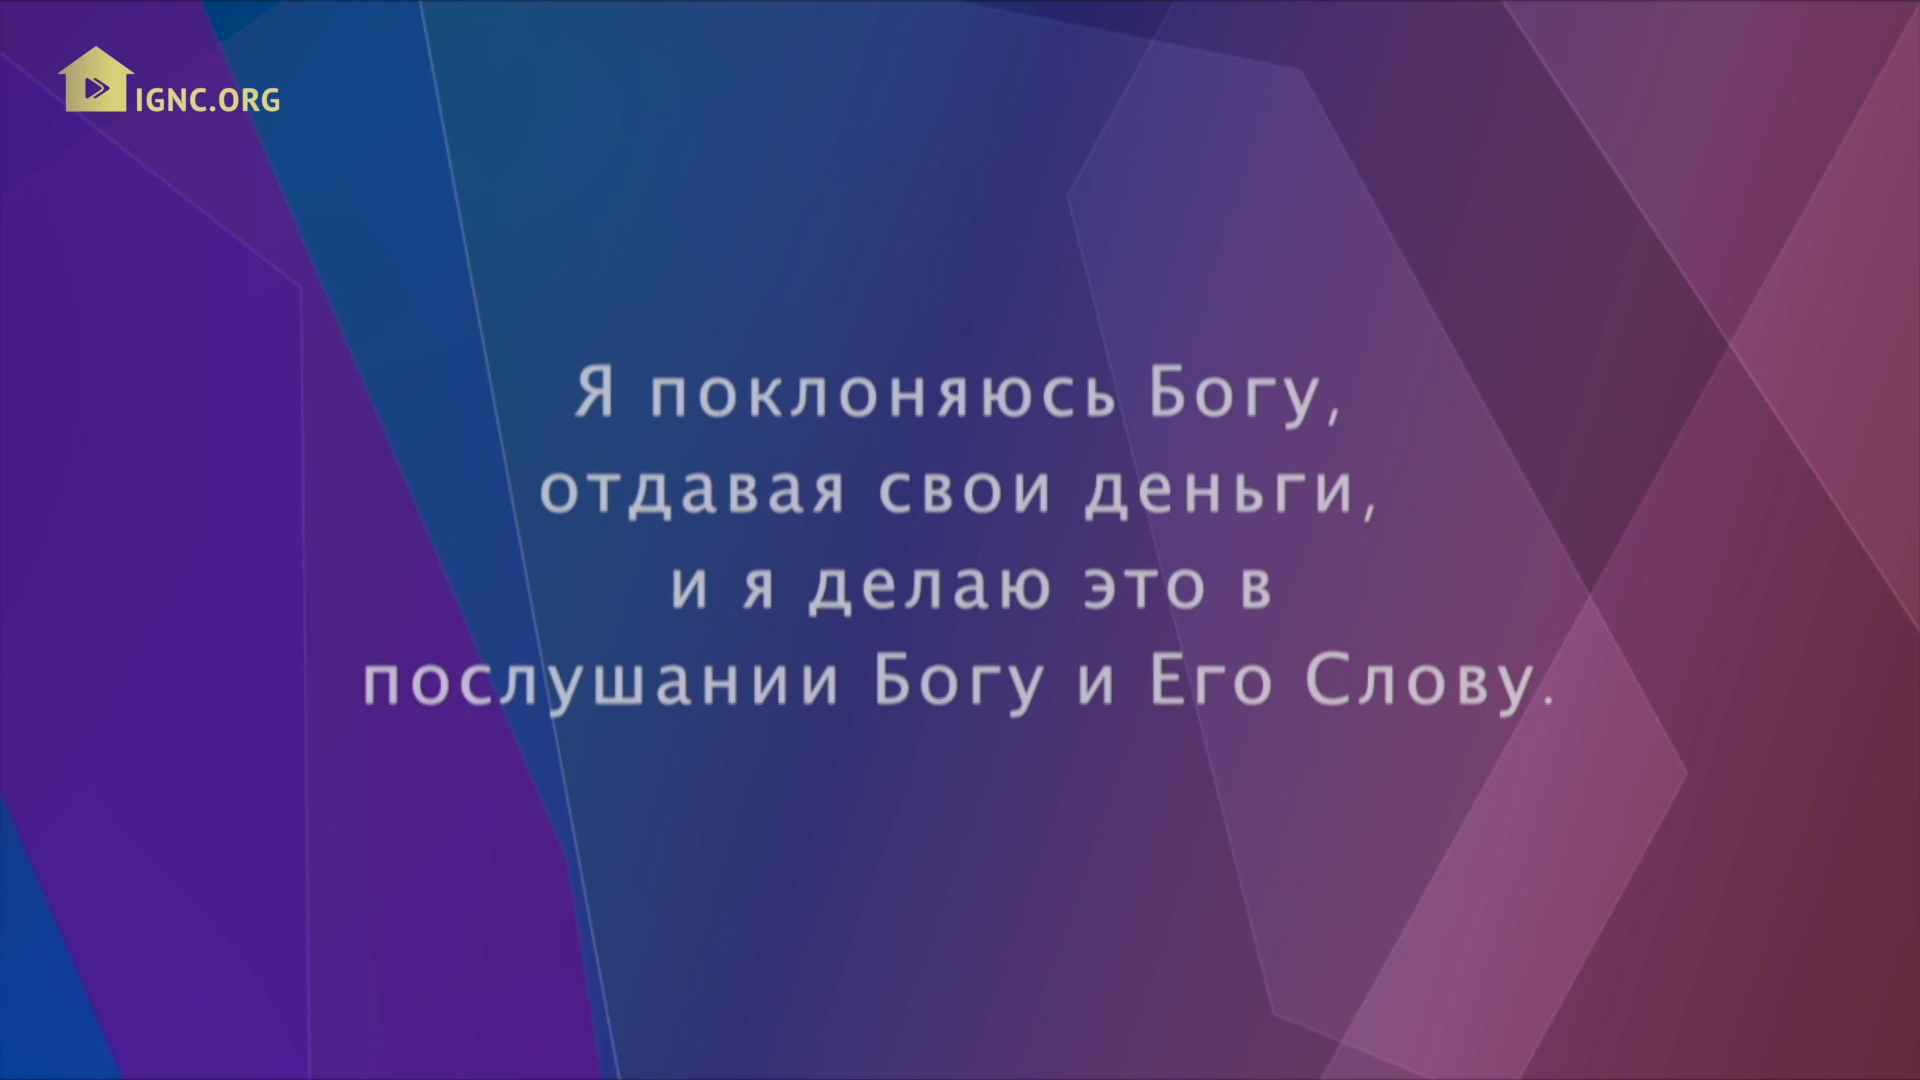 IGNC.ORG
Я поклоняюсь Богу,
отдавая свои деньги,
и я делаю это в
послушании Богу и Его Слову.